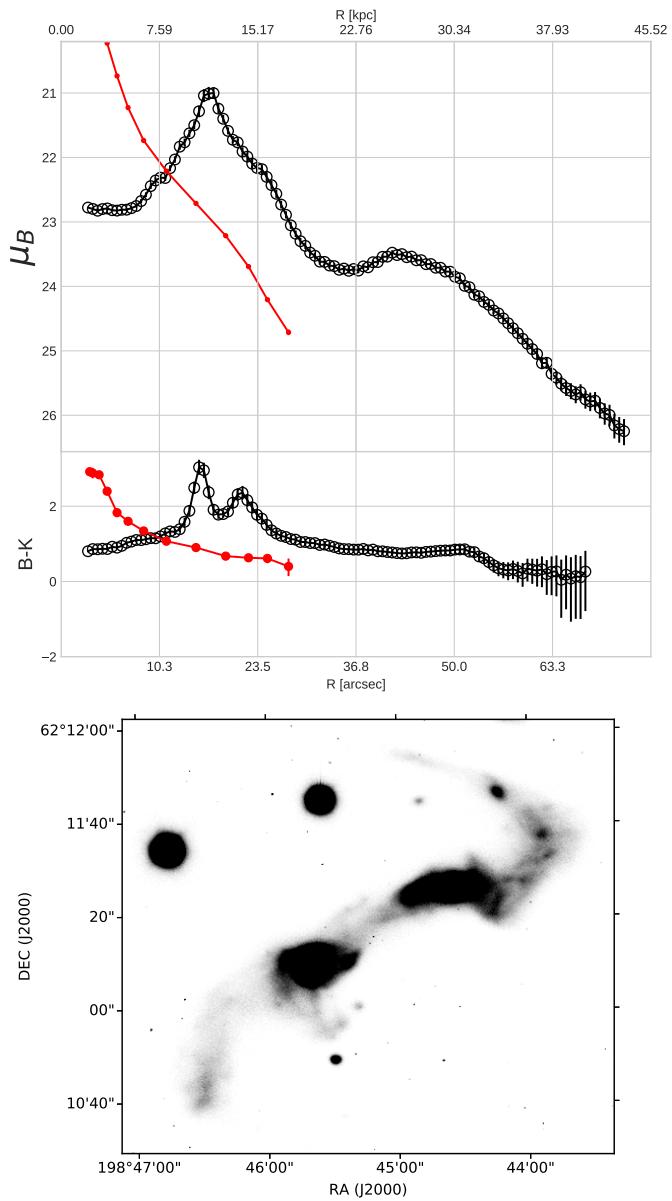 R [kpc]
0.00 7.59 15.17 22.76 30.34 37.93 45.52
21
22
23
24
25
26
μB
2
0
−2
B-K
10.3 23.5 36.8 50.0 63.3
R [arcsec]
62°12'00"
11'40"
20"
00"
10'40"
DEC (J2000)
198°47'00" 46'00" 45'00" 44'00"
RA (J2000)